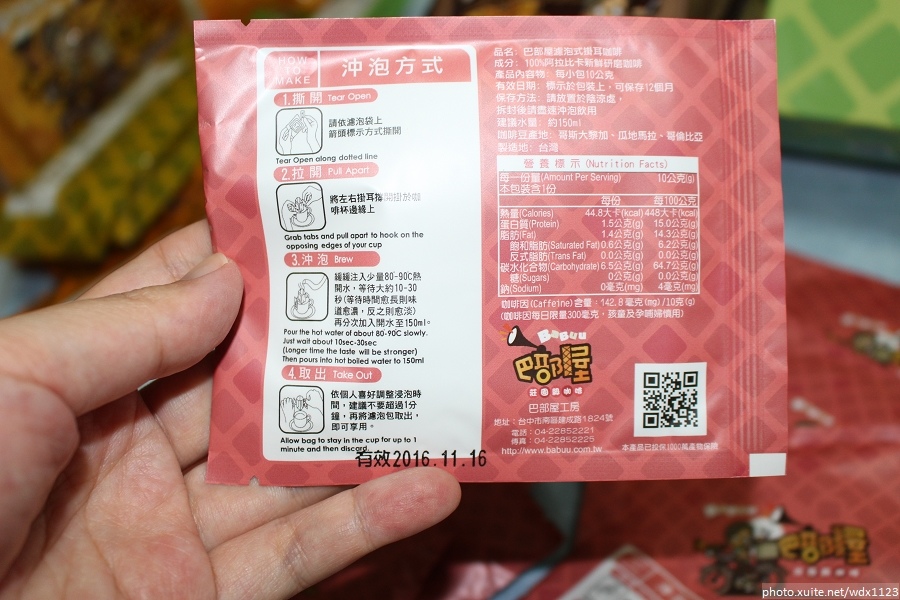 HOW
TO
MAKE
沖泡方式
1.撕開 Tear Open
請依濾泡袋上
箭頭標示方式撕開
Tear Open along dotted line
2.拉開 Pull Apart
將左右掛耳撥開掛於咖
啡杯邊緣上
Grab tabs and pull apart to hook on the
opposing edges of your cup
3.沖泡 Brew
緩緩注入少量80-90C熱
開水，等待大約10-30
秒(等待時間愈長則味
道愈濃，反之則愈淡)
再分次加入開水至150ml。
Pour the hot water of about 80-90C slowly.
Just wait about 10sec-30sec
(Longer time the taste will be stronger)
Then pours into hot boiled water to 150ml
4.取出 Take Out
依個人喜好調整浸泡時
間，建議不要超過1分
鐘，再將濾泡包取出，
即可享用。
Allow bag to stay in the cup for up to 1
minute and then discard.
有效2016.11.16
品名: 巴部屋濾泡式掛耳咖啡
成分: 100%阿拉比卡新鮮研磨咖啡
產品內容物: 每小包10公克
有效日期: 標示於包裝上，可保存12個月
保存方法: 請放置於陰涼處，
拆封後請盡速沖泡飲用
建議水量: 約150ml
咖啡豆產地: 哥斯大黎加、瓜地馬拉、哥倫比亞
製造地: 台灣
營養標示 (Nutrition Facts)
每一份量(Amount Per Serving) 10公克(g)
本包裝含1份
每份 每100公克
熱量(Calories) 44.8大卡(kcal) 448大卡(kcal)
蛋白質(Protein) 1.5公克(g) 15.0公克(g)
脂肪(Fat) 1.4公克(g) 14.3公克(g)
飽和脂肪(Saturated Fat) 0.6公克(g) 6.2公克(g)
反式脂肪(Trans Fat) 0.0公克(g) 0.0公克(g)
碳水化合物(Carbohydrate) 6.5公克(g) 64.7公克(g)
糖(Sugars) 0.0公克(g) 0.0公克(g)
鈉(Sodium) 0毫克(mg) 4毫克(mg)
咖啡因(Caffeine)含量: 142.8毫克(mg)/10克(g)
(咖啡因每日限量300毫克，孩童及孕哺婦慎用)
Babuu
巴部屋
莊園級咖啡
巴部屋工房
地址: 台中市南區建成路1824號
電話: 04-22852221
傳真: 04-22852225
http://www.babuu.com.tw
本產品已投保1000萬產物保險
巴部屋
photo.xuite.net/wdx1123